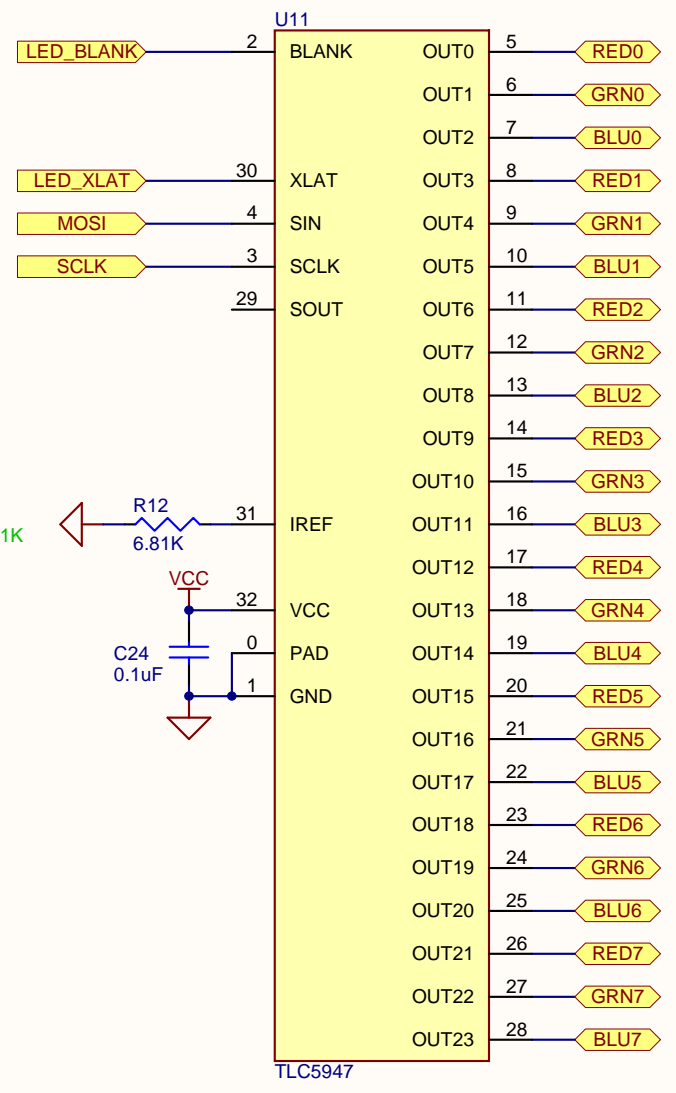 U11
LED_BLANK 2 BLANK OUT0 5 RED0
OUT1 6 GRN0
OUT2 7 BLU0
LED_XLAT 30 XLAT OUT3 8 RED1
MOSI 4 SIN OUT4 9 GRN1
SCLK 3 SCLK OUT5 10 BLU1
29 SOUT OUT6 11 RED2
OUT7 12 GRN2
OUT8 13 BLU2
OUT9 14 RED3
OUT10 15 GRN3
1K R12 6.81K 31 IREF OUT11 16 BLU3
OUT12 17 RED4
VCC
32 VCC OUT13 18 GRN4
C24 0.1uF 0 PAD OUT14 19 BLU4
1 GND OUT15 20 RED5
OUT16 21 GRN5
OUT17 22 BLU5
OUT18 23 RED6
OUT19 24 GRN6
OUT20 25 BLU6
OUT21 26 RED7
OUT22 27 GRN7
OUT23 28 BLU7
TLC5947